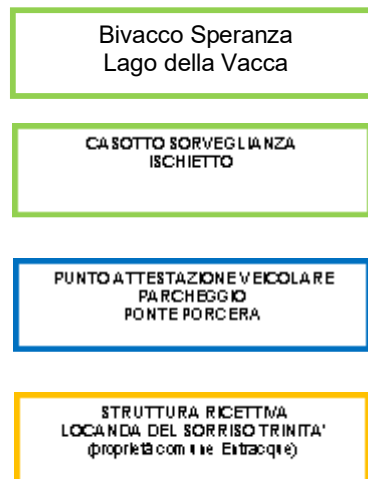 Bivacco Speranza
Lago della Vacca
CASOTTO SORVEGLIANZA
ISCHIETTO
PUNTO ATTESTAZIONE VEICOLARE
PARCHEGGIO
PONTE PORCERA
STRUTTURA RICETTIVA
LOCANDA DEL SORRISO TRINITA'
(proprietà comune Entracque)